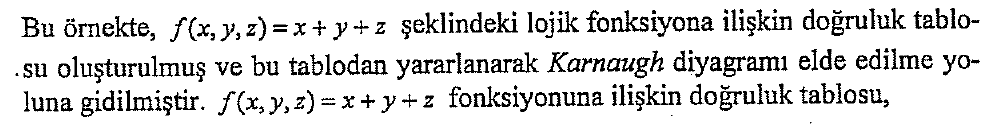 Bu örnekte, f(x, y, z) = x + y + z şeklindeki lojik fonksiyona ilişkin doğruluk tablo-
su oluşturulmuş ve bu tablodan yararlanarak Karnaugh diyagramı elde edilme yo-
luna gidilmiştir. f(x, y, z) = x + y + z fonksiyonuna ilişkin doğruluk tablosu,